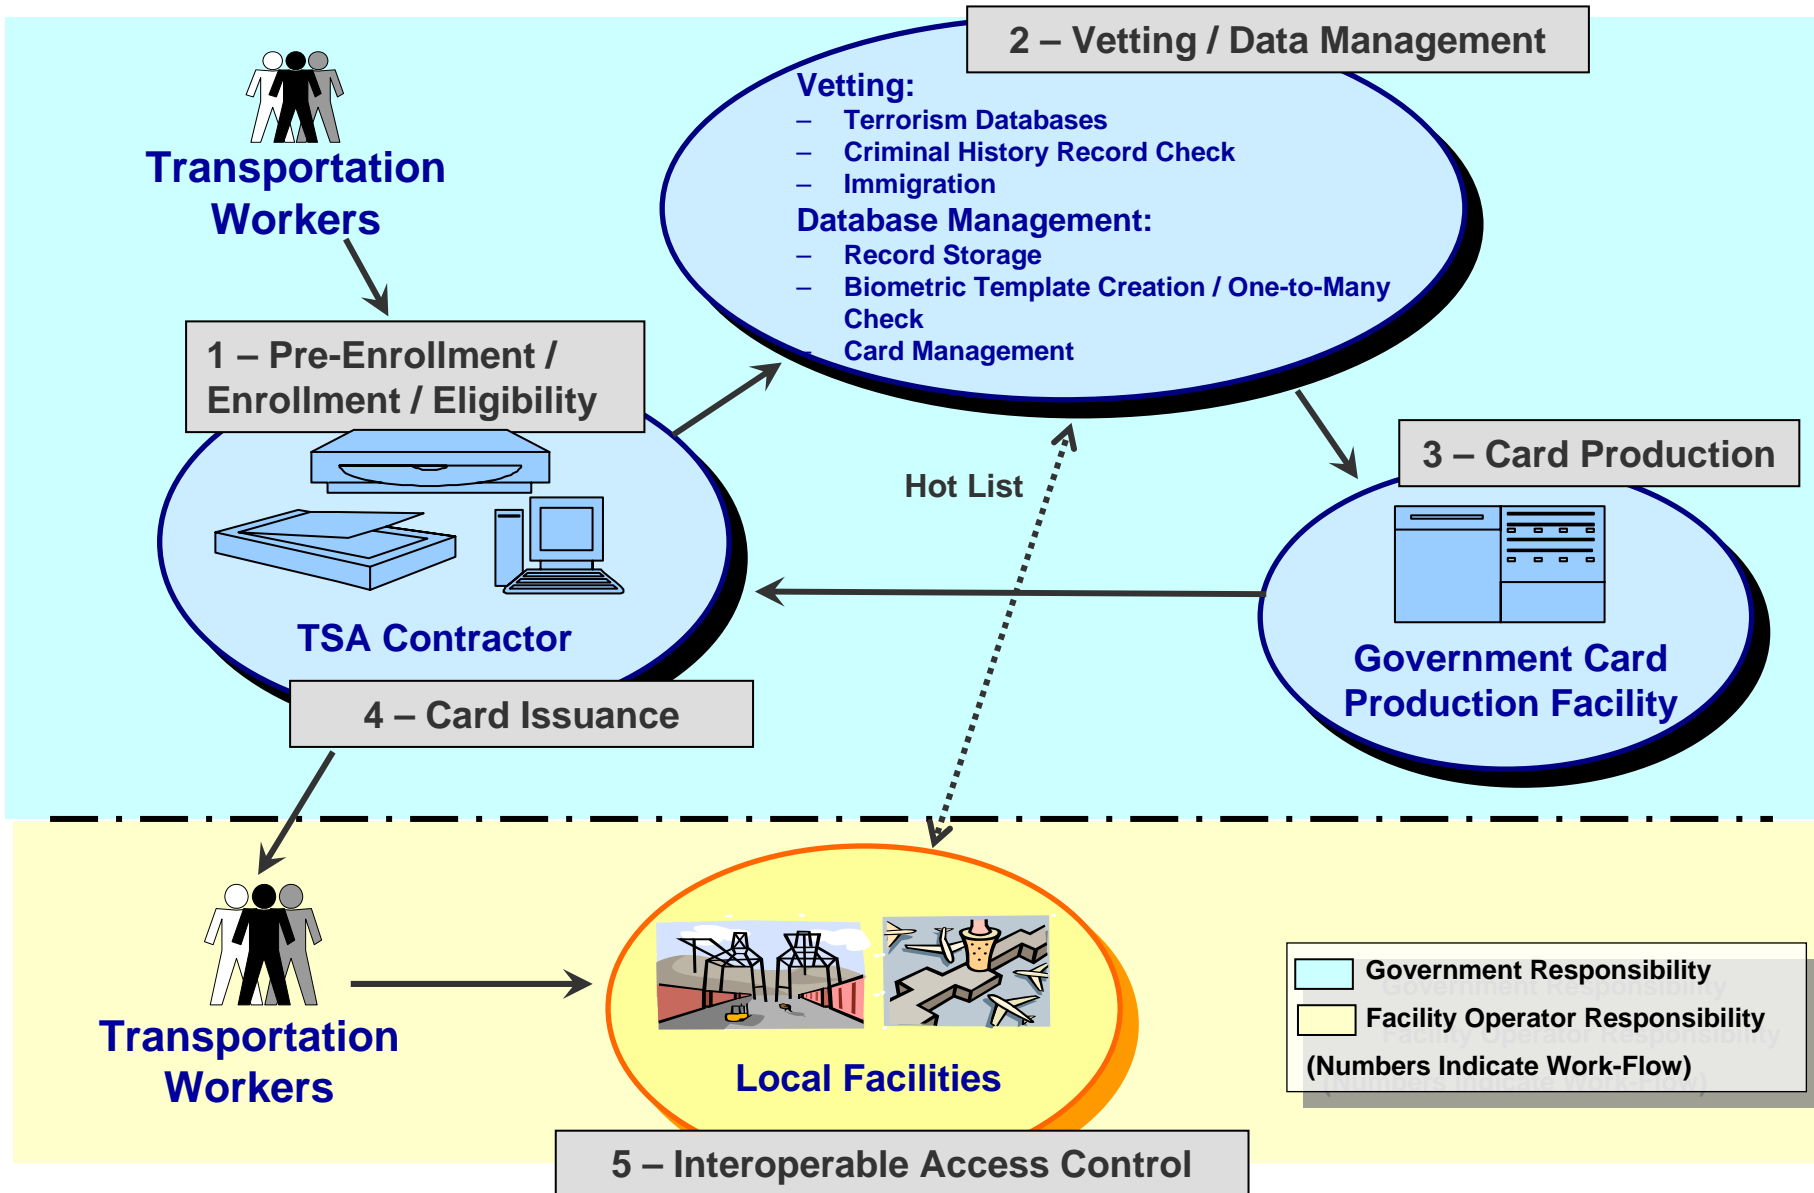 2 – Vetting / Data Management
Vetting:
– Terrorism Databases
– Criminal History Record Check
– Immigration
Database Management:
– Record Storage
– Biometric Template Creation / One-to-Many
Check
– Card Management
Transportation
Workers
1 – Pre-Enrollment /
Enrollment / Eligibility
TSA Contractor
Hot List
3 – Card Production
Government Card
Production Facility
4 – Card Issuance
Transportation
Workers
Local Facilities
5 – Interoperable Access Control
Government Responsibility
Facility Operator Responsibility
(Numbers Indicate Work-Flow)